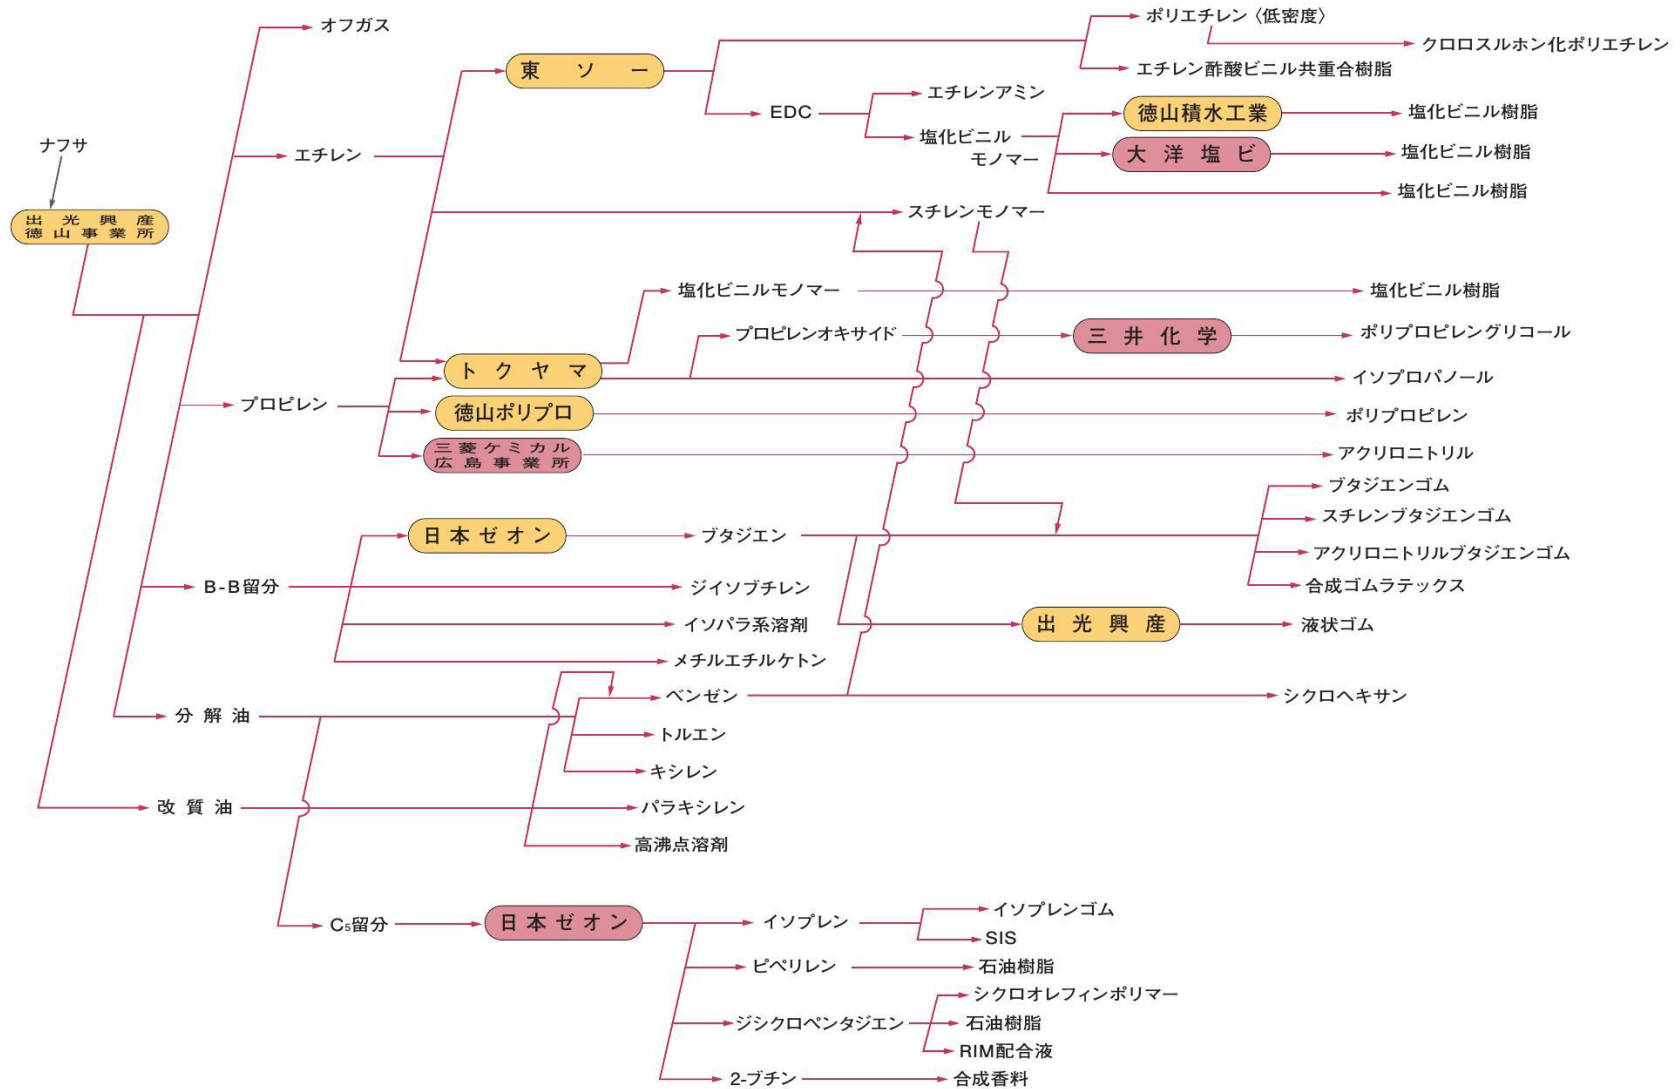 オフガス
ポリエチレン〈低密度〉
クロロスルホン化ポリエチレン
東ソー
エチレン酢酸ビニル共重合樹脂
エチレンアミン
EDC
徳山積水工業
塩化ビニル樹脂
塩化ビニル
モノマー
ナフサ
エチレン
大洋塩ビ
塩化ビニル樹脂
塩化ビニル樹脂
出光興産
徳山事業所
スチレンモノマー
塩化ビニルモノマー
塩化ビニル樹脂
プロピレンオキサイド
三井化学
ポリプロピレングリコール
トクヤマ
イソプロパノール
プロピレン
徳山ポリプロ
ポリプロピレン
三菱ケミカル
広島事業所
アクリロニトリル
ブタジエンゴム
スチレンブタジエンゴム
日本ゼオン
ブタジエン
アクリロニトリルブタジエンゴム
B-B留分
ジイソブチレン
合成ゴムラテックス
イソパラ系溶剤
出光興産
液状ゴム
メチルエチルケトン
ベンゼン
シクロヘキサン
分解油
トルエン
キシレン
改質油
パラキシレン
高沸点溶剤
C5留分
日本ゼオン
イソプレン
イソプレンゴム
SIS
ピペリレン
石油樹脂
シクロオレフィンポリマー
ジシクロペンタジエン
石油樹脂
RIM配合液
2-ブチン
合成香料